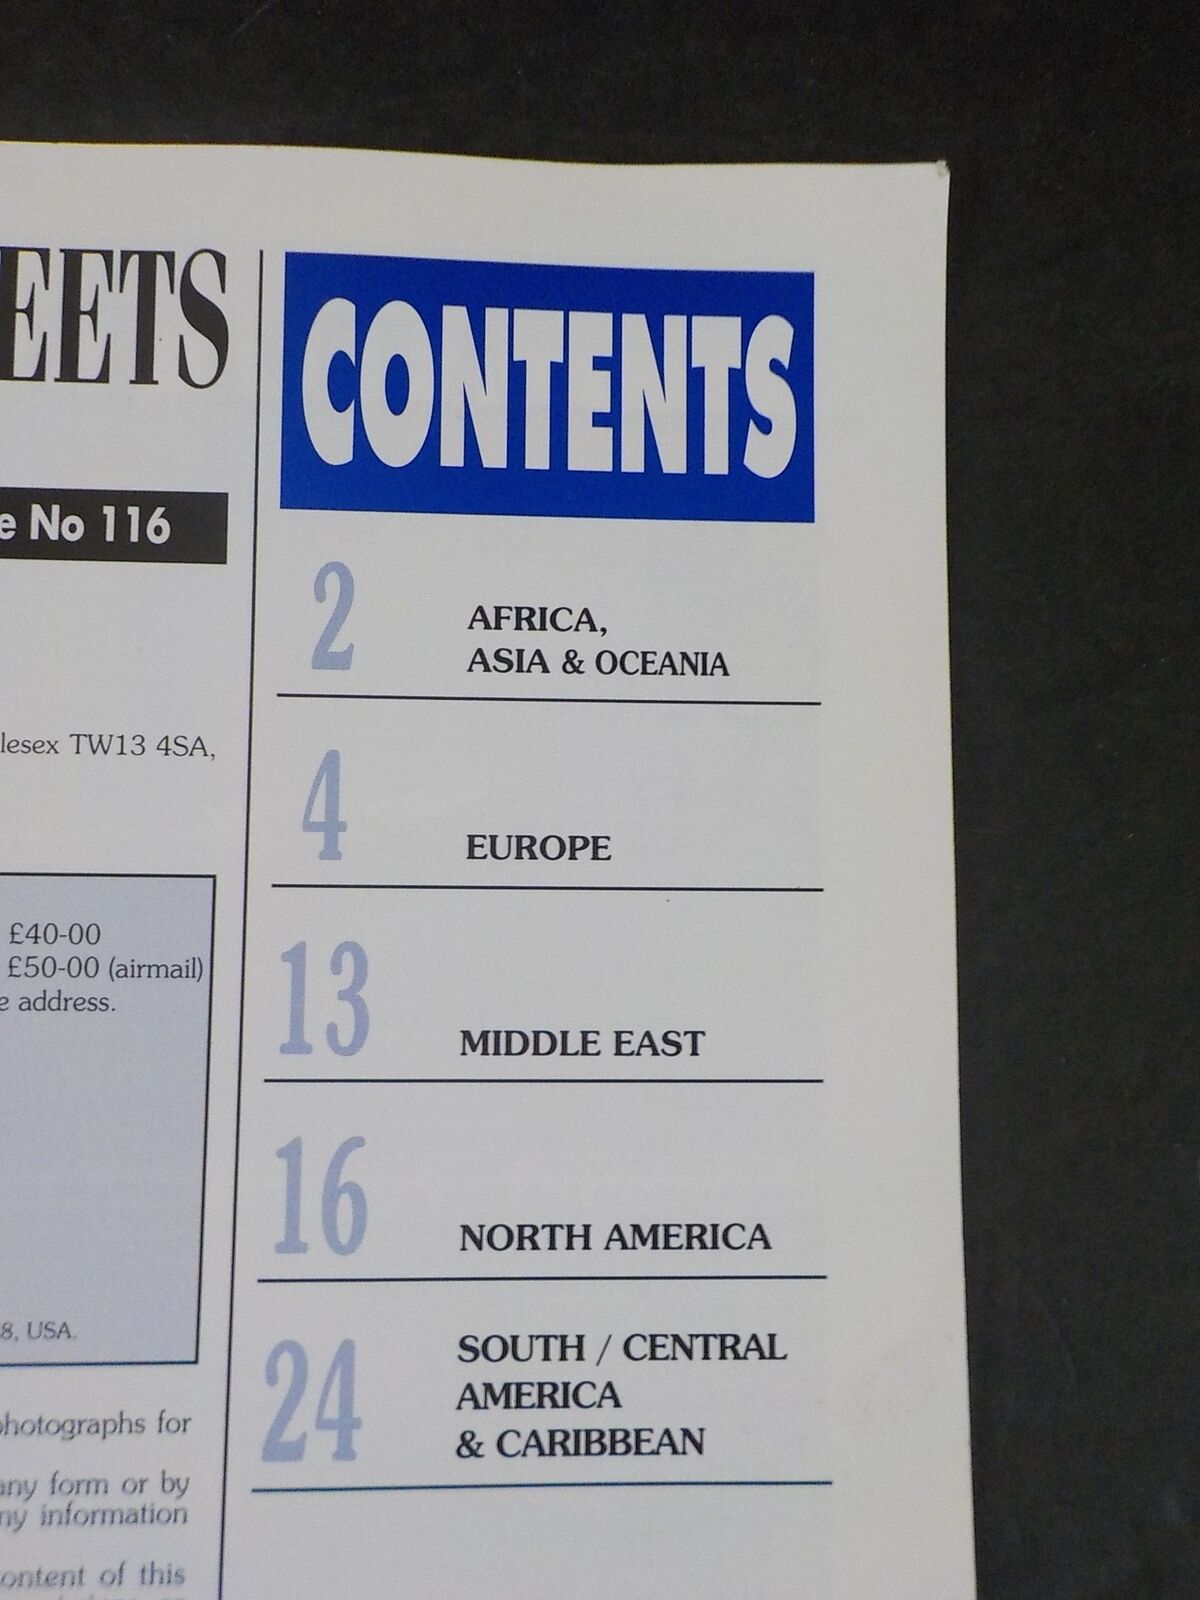 EETS
e No 116
lesex TW13 4SA,
£40-00
£50-00 (airmail)
e address.
8, USA.
photographs for
any form or by
ny information
ontent of this
CONTENTS
2
AFRICA,
ASIA & OCEANIA
4
EUROPE
13
MIDDLE EAST
16
NORTH AMERICA
24
SOUTH / CENTRAL
AMERICA
& CARIBBEAN